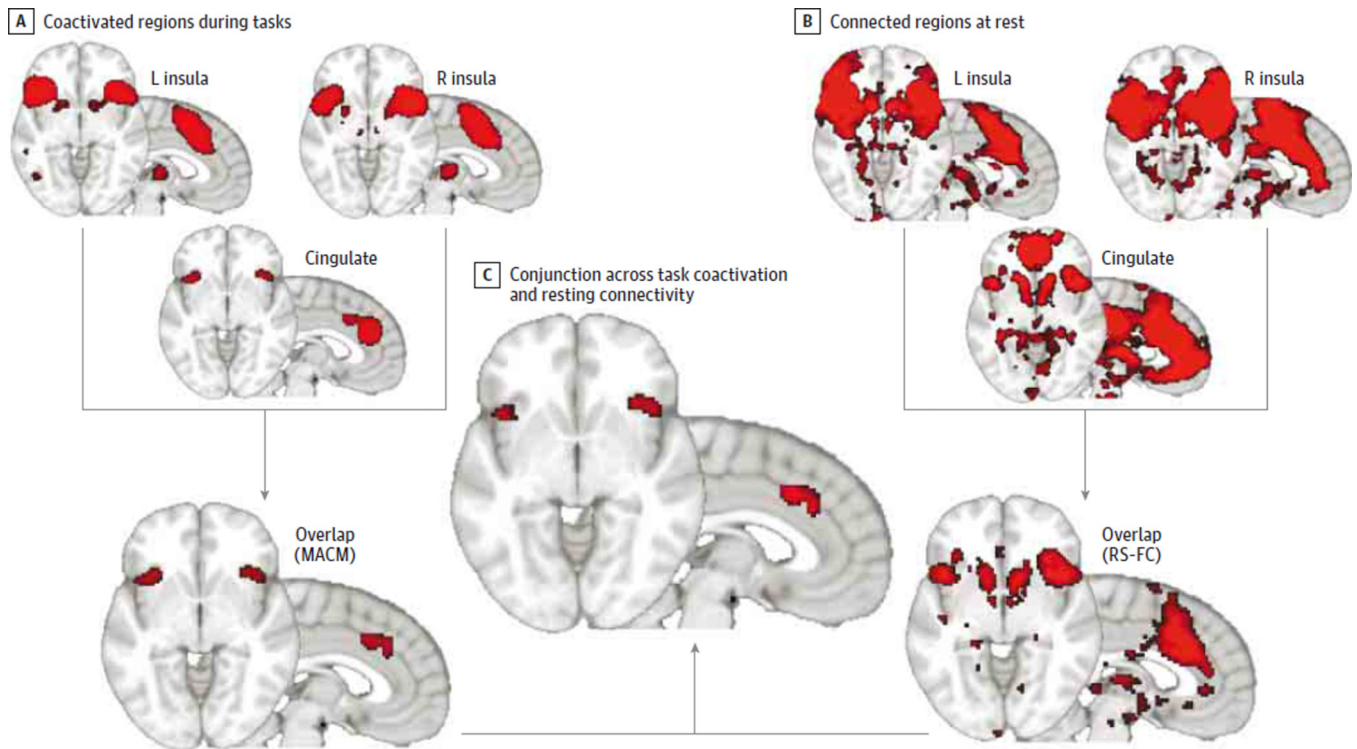 A Coactivated regions during tasks
L insula
R insula
Cingulate
Overlap
(MACM)
B Connected regions at rest
L insula
R insula
Cingulate
Overlap
(RS-FC)
C Conjunction across task coactivation
and resting connectivity